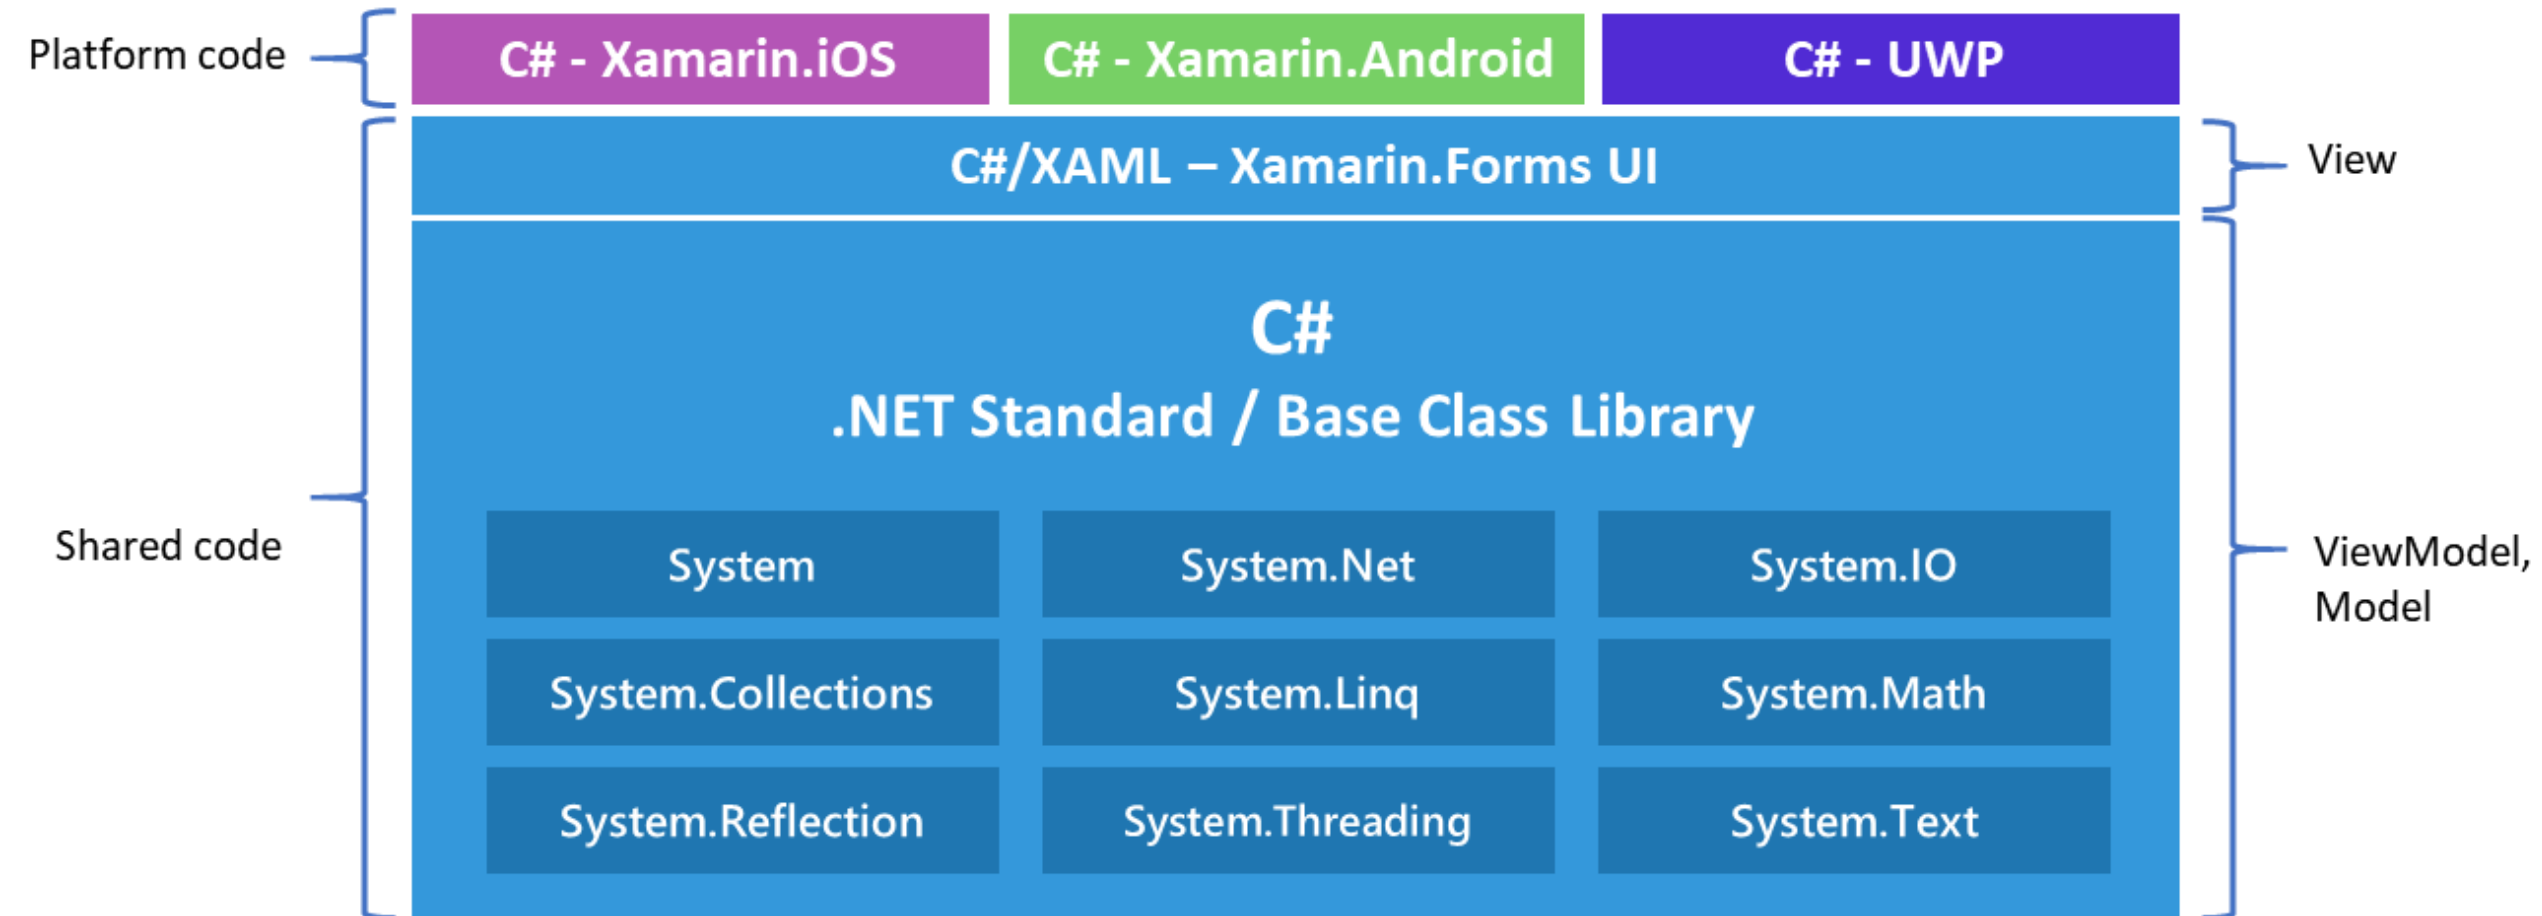 Platform code
C# - Xamarin.iOS
C# - Xamarin.Android
C# - UWP
C#/XAML – Xamarin.Forms UI
View
C#
.NET Standard / Base Class Library
Shared code
System
System.Net
System.IO
ViewModel,
Model
System.Collections
System.Linq
System.Math
System.Reflection
System.Threading
System.Text